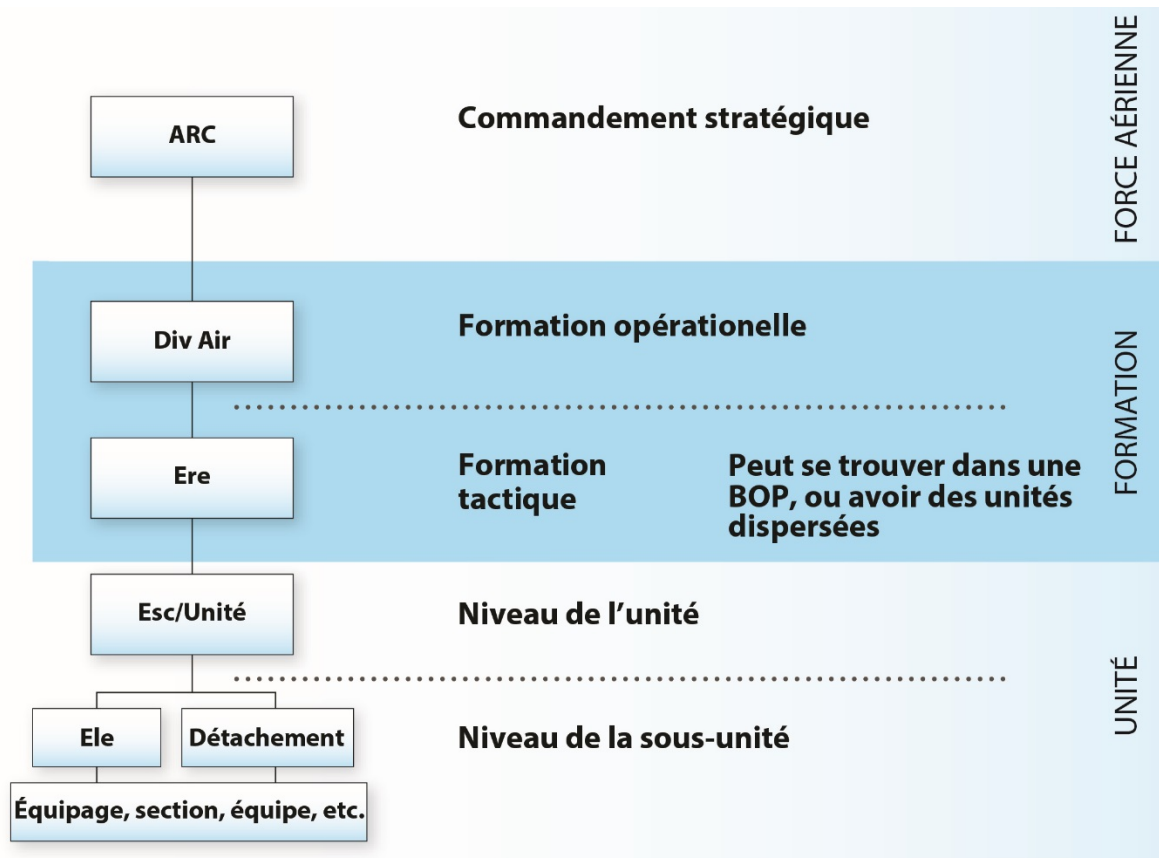 ARC
Commandement stratégique
FORCE AÉRIENNE
Div Air
Formation opérationelle
Ere
Formation
tactique
Peut se trouver dans une
BOP, ou avoir des unités
dispersées
FORMATION
Esc/Unité
Niveau de l’unité
Ele
Détachement
Niveau de la sous-unité
UNITÉ
Équipage, section, équipe, etc.